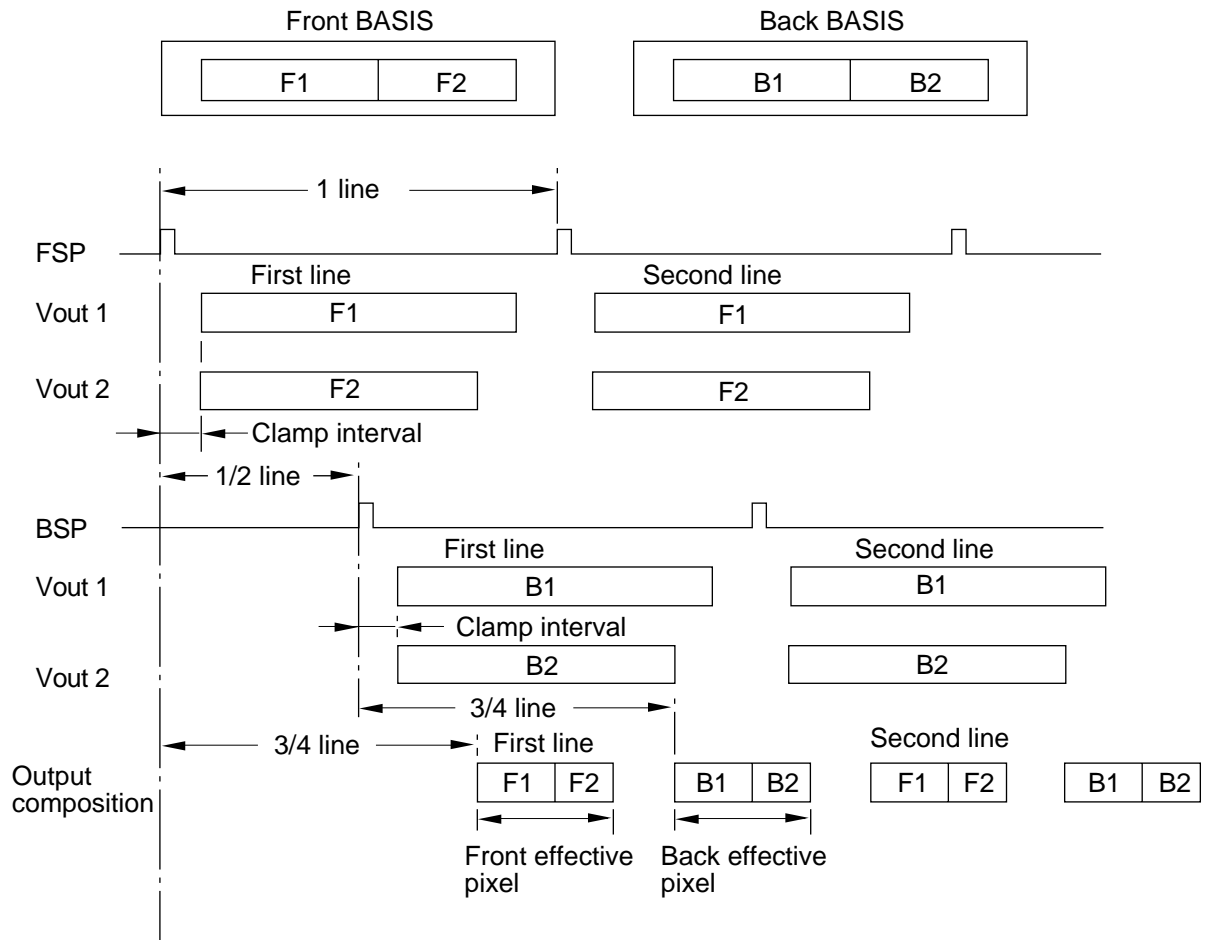 Front BASIS
Back BASIS
F1 F2
B1 B2
1 line
FSP
First line
Second line
Vout 1
F1
F1
Vout 2
F2
F2
Clamp interval
1/2 line
BSP
First line
Second line
Vout 1
B1
B1
Clamp interval
Vout 2
B2
B2
3/4 line
3/4 line
First line
Second line
Output
composition
F1 F2
B1 B2
F1 F2
B1 B2
Front effective
pixel
Back effective
pixel